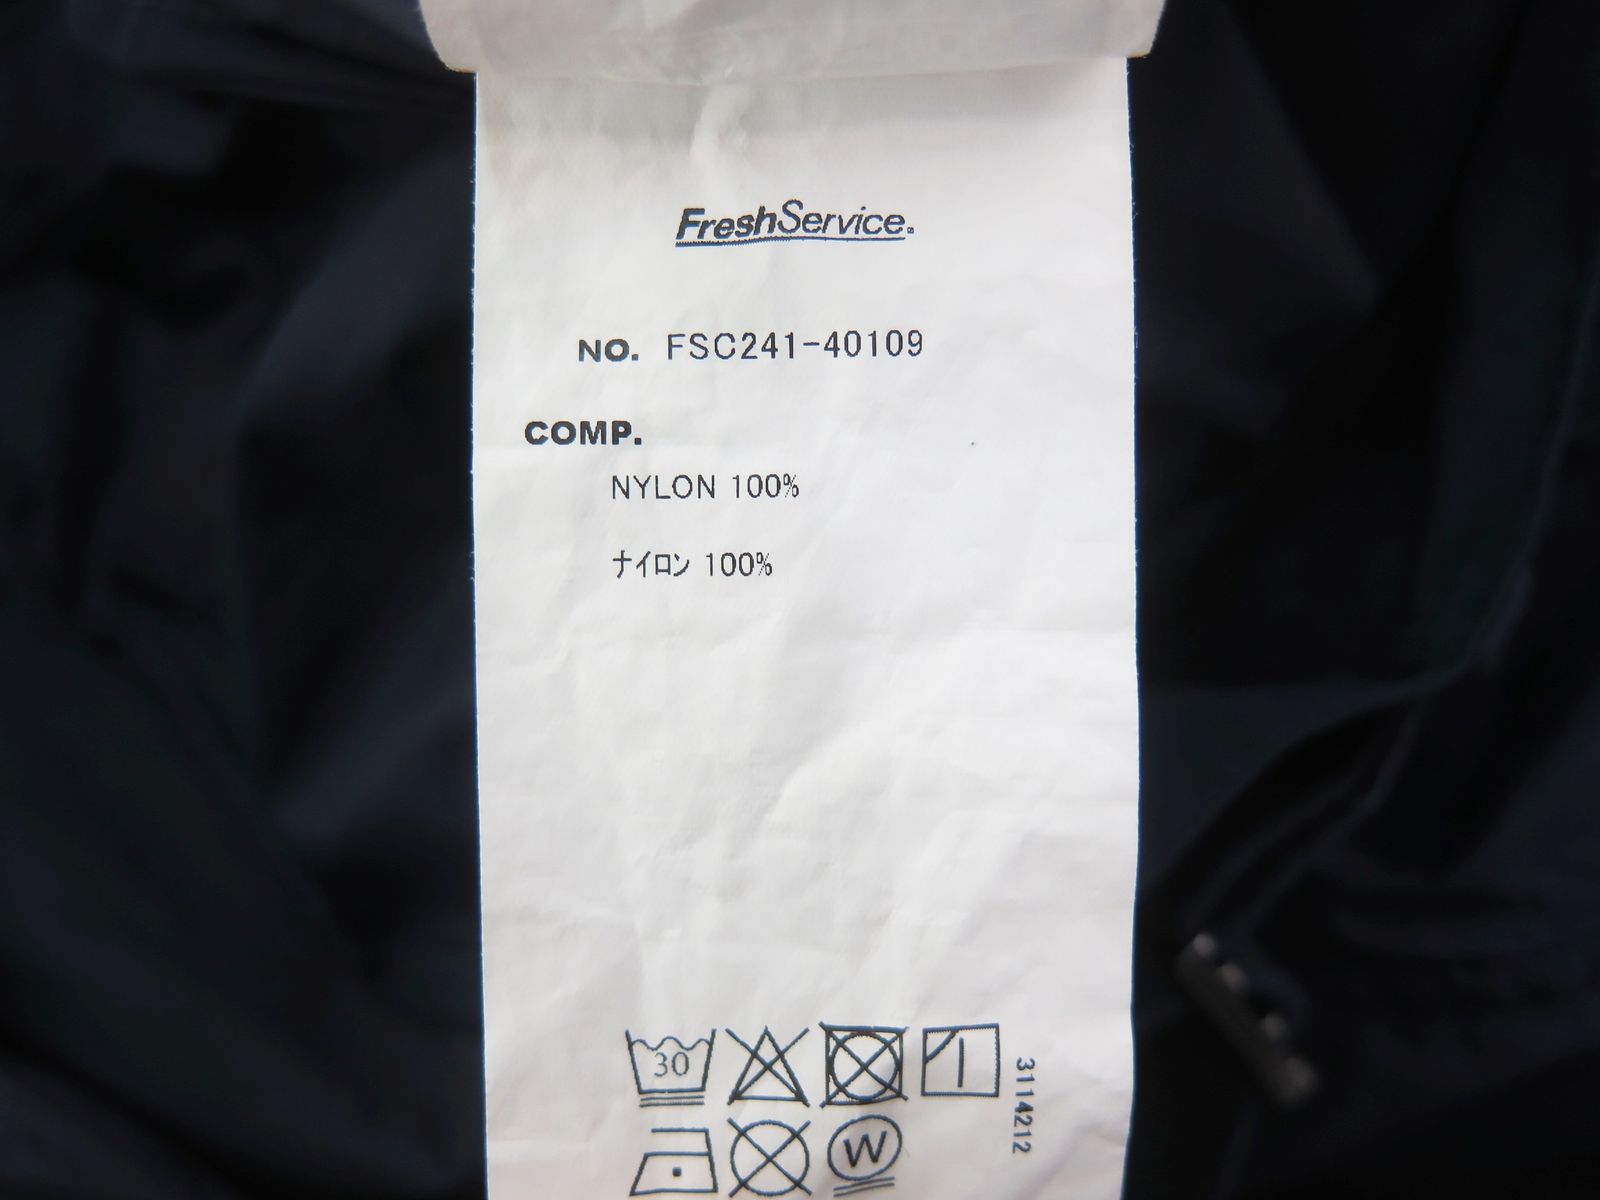 FreshService®
NO. FSC241-40109
COMP.
NYLON 100%
ナイロン 100%
30
3114212
W